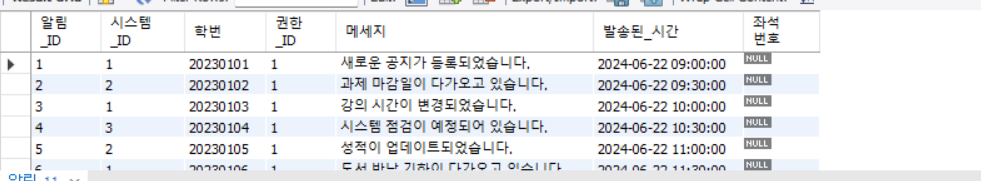 알림
_ID
시스템
_ID
학번
권한
_ID
메세지
발송된_시간
좌석
번호
1 1 20230101 1 새로운 공지가 등록되었습니다. 2024-06-22 09:00:00 NULL
2 2 20230102 1 과제 마감일이 다가오고 있습니다. 2024-06-22 09:30:00 NULL
3 1 20230103 1 강의 시간이 변경되었습니다. 2024-06-22 10:00:00 NULL
4 3 20230104 1 시스템 점검이 예정되어 있습니다. 2024-06-22 10:30:00 NULL
5 2 20230105 1 성적이 업데이트되었습니다. 2024-06-22 11:00:00 NULL
6 1 20230106 1 도서 반납 기한이 다가오고 있습니다. 2024-06-22 11:30:00 NULL
알림 11